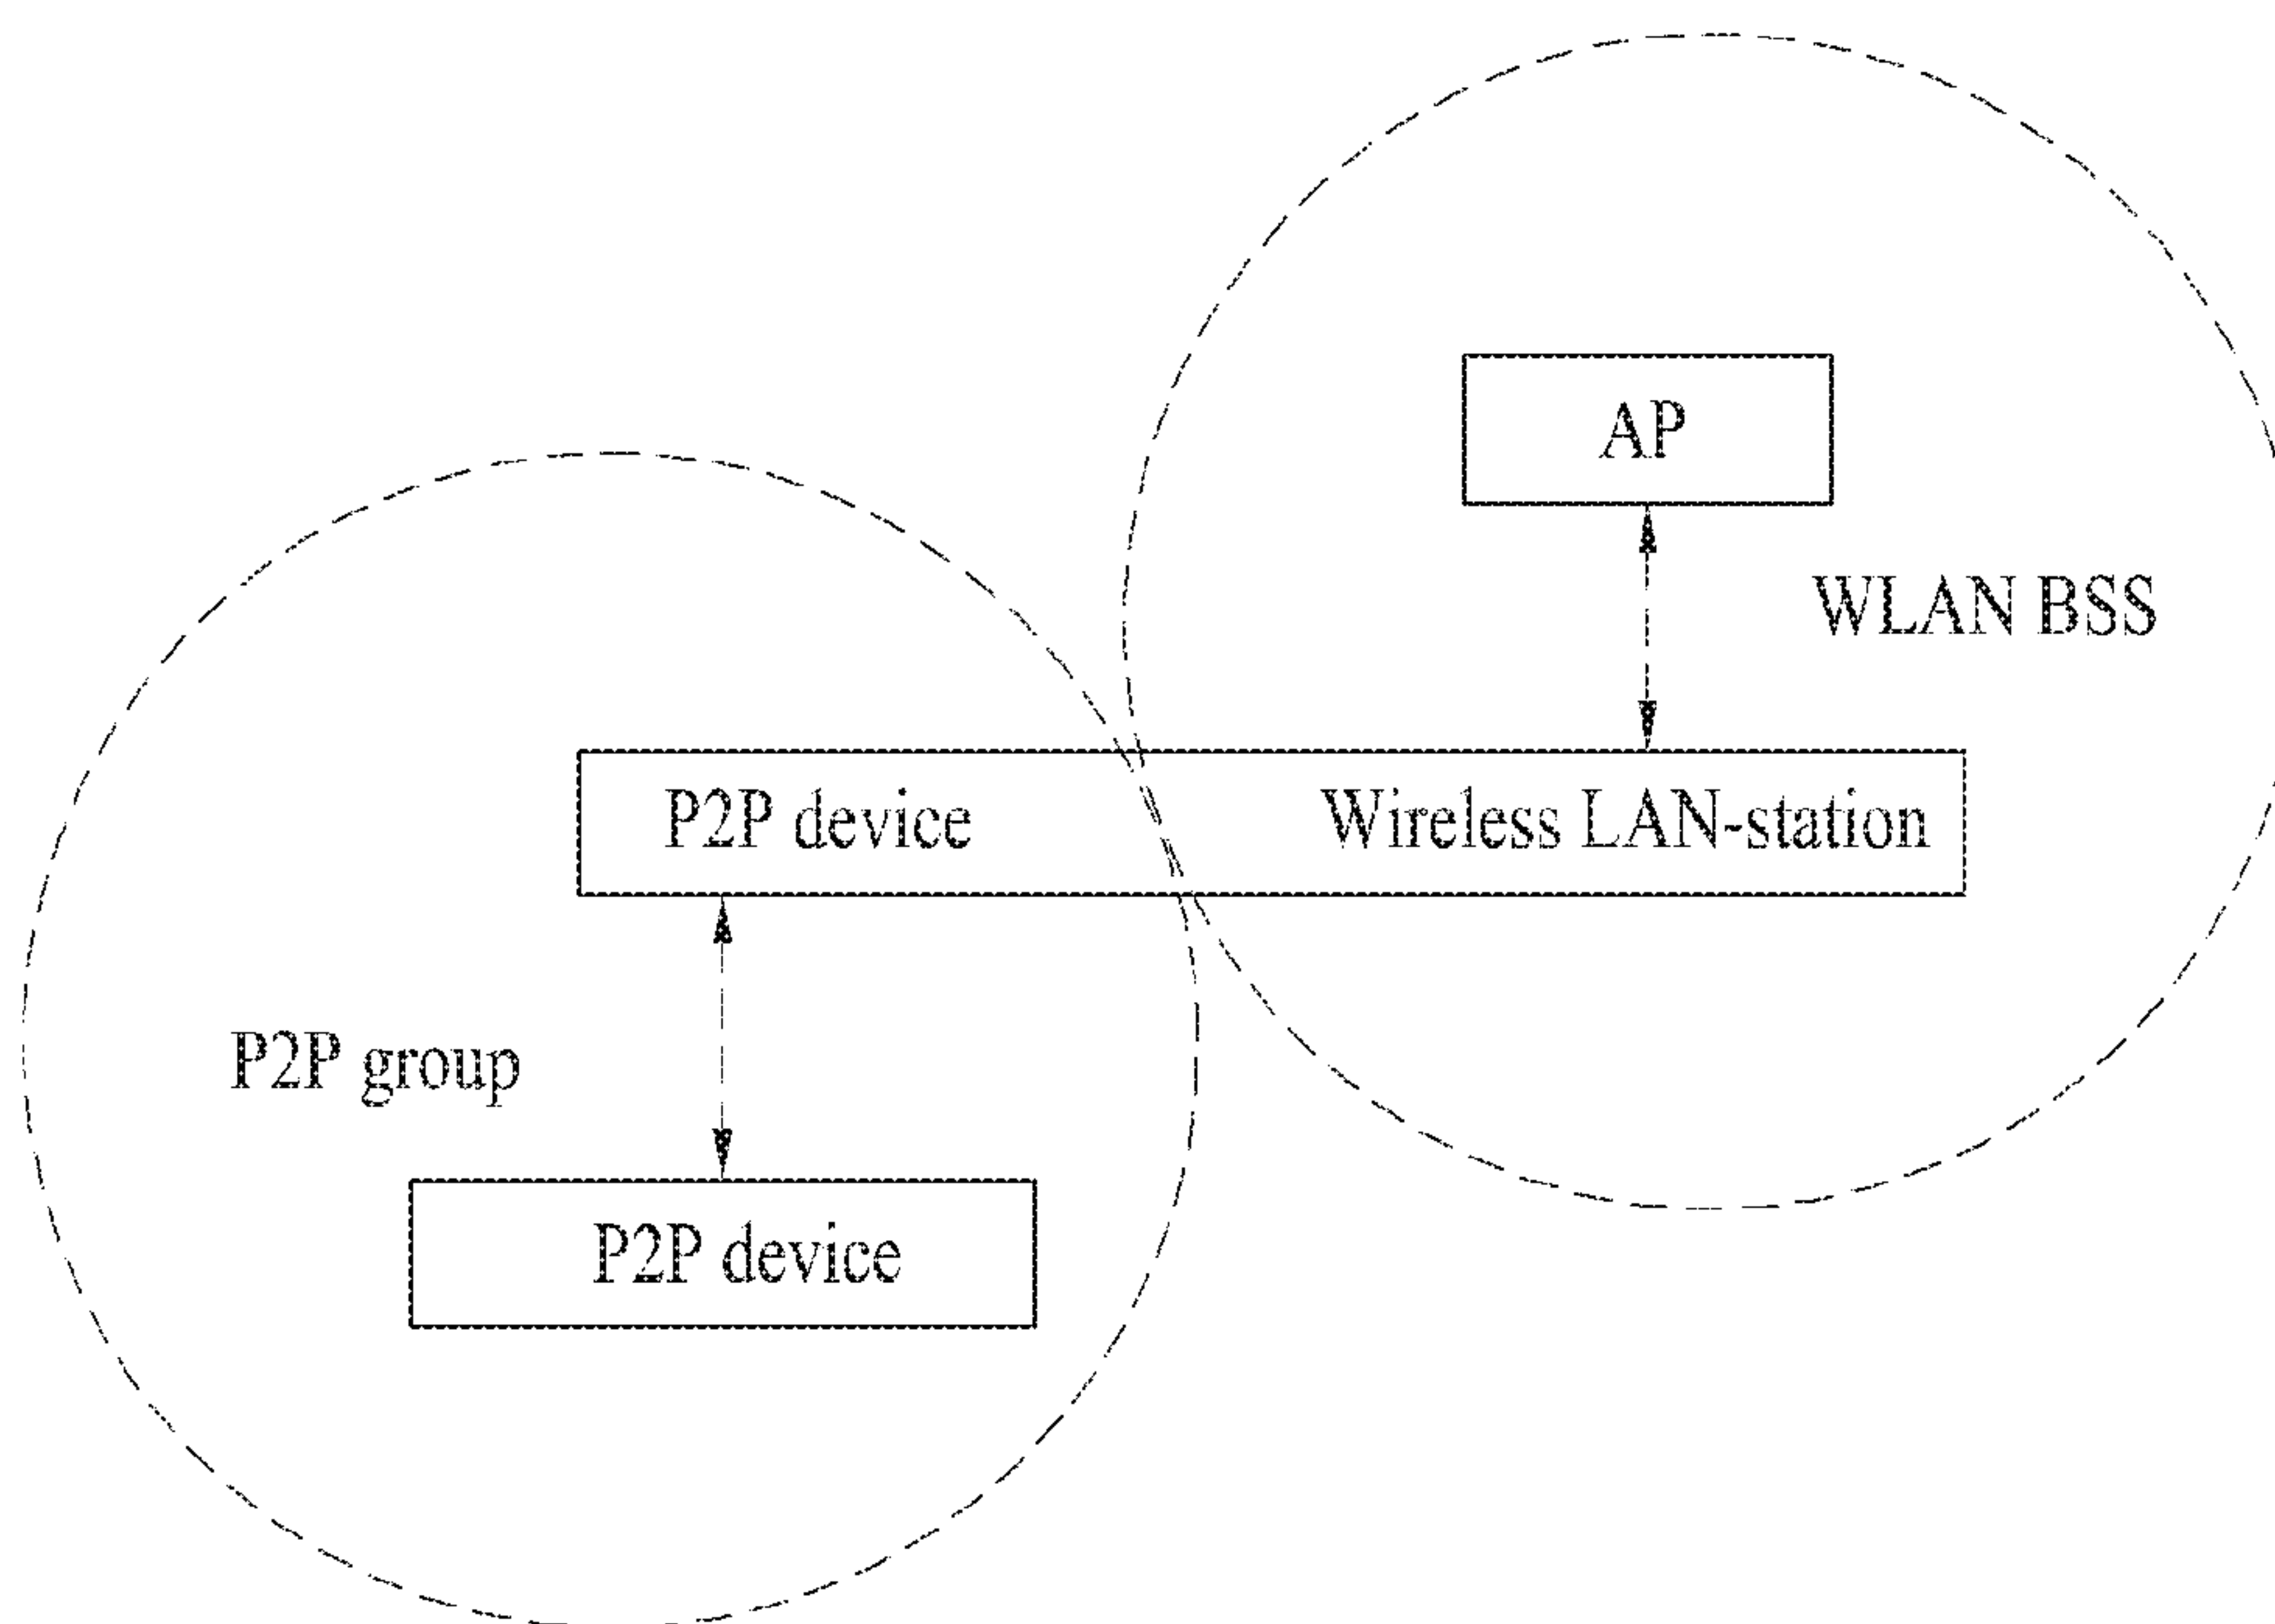 AP
WLAN BSS
P2P device
Wireless LAN-station
P2P group
P2P device